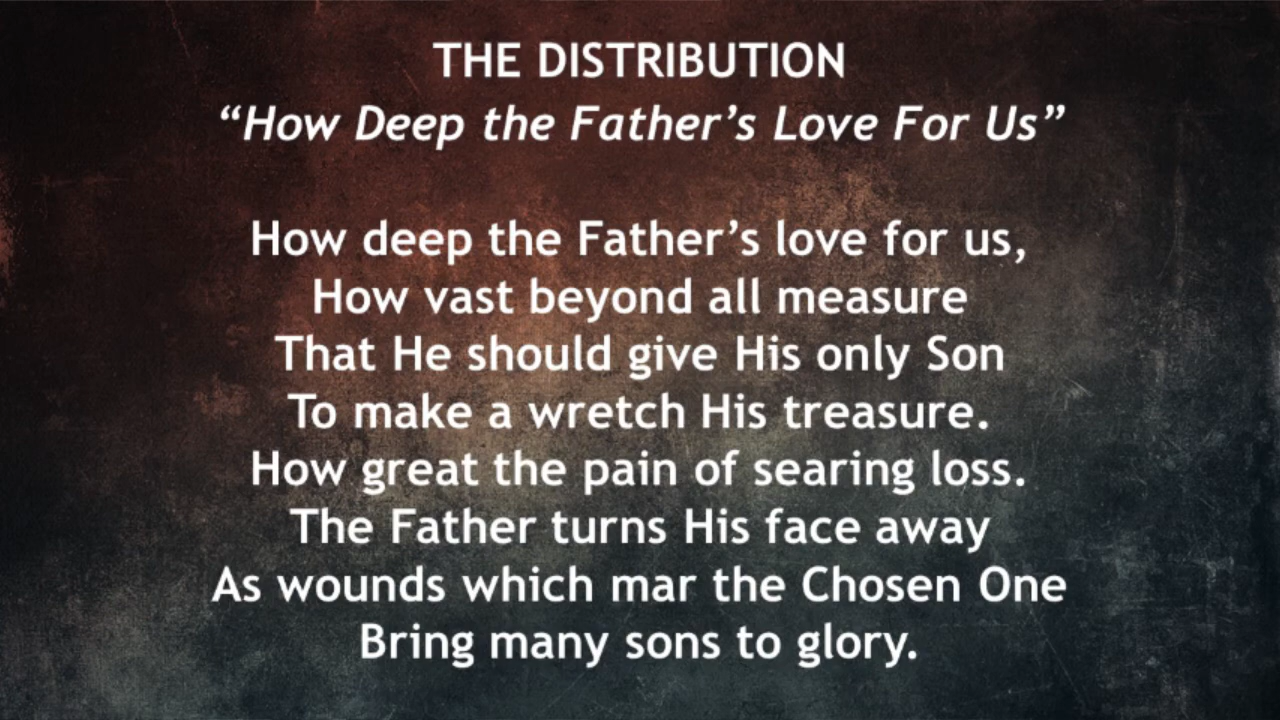 THE DISTRIBUTION
“How Deep the Father’s Love For Us”
How deep the Father’s love for us,
How vast beyond all measure
That He should give His only Son
To make a wretch His treasure.
How great the pain of searing loss.
The Father turns His face away
As wounds which mar the Chosen One
Bring many sons to glory.